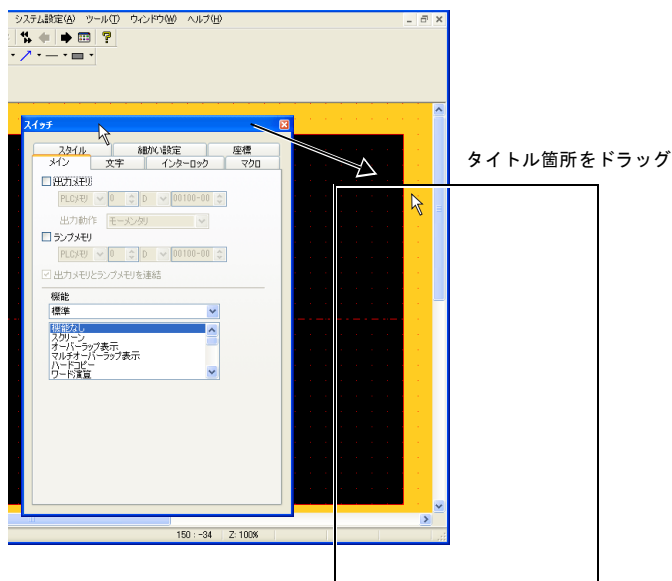 システム設定(A) ツール(T) ウィンドウ(W) ヘルプ(H)
スイッチ
スタイル 細かい設定 座標
メイン 文字 インターロック マクロ
出力メモリ
PLCメモリ 0 D 00100-00
出力動作 モーメンタリ
ランプメモリ
PLCメモリ 0 D 00100-00
出力メモリとランプメモリを連結
機能
標準
機能なし
スクリーン
オーバーラップ表示
マルチオーバーラップ表示
ハードコピー
ワード演算
タイトル箇所をドラッグ
150 : -34 Z: 100%